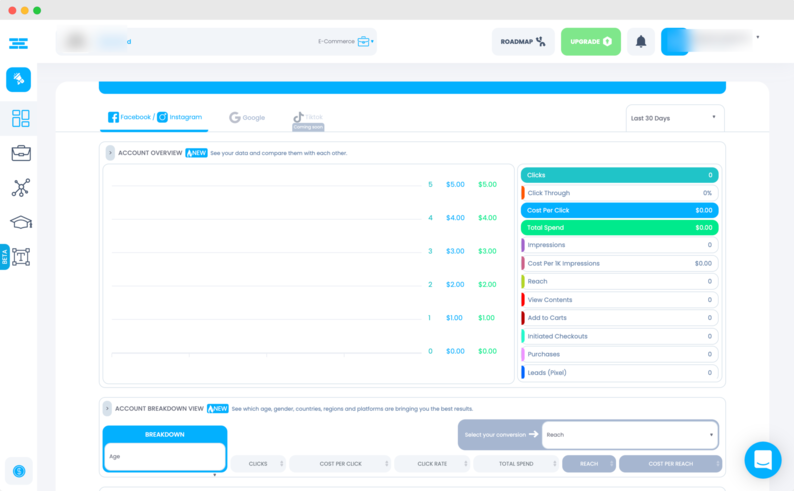 d
E-Commerce
ROADMAP
UPGRADE
Facebook / Instagram
Google
Tiktok
Coming soon
Last 30 Days
ACCOUNT OVERVIEW NEW See your data and compare them with each other.
5 $5.00 $5.00
4 $4.00 $4.00
3 $3.00 $3.00
2 $2.00 $2.00
1 $1.00 $1.00
0 $0.00 $0.00
Clicks 0
Click Through 0%
Cost Per Click $0.00
Total Spend $0.00
Impressions 0
Cost Per 1K Impressions $0.00
Reach 0
View Contents 0
Add to Carts 0
Initiated Checkouts 0
Purchases 0
Leads (Pixel) 0
BETA
ACCOUNT BREAKDOWN VIEW NEW See which age, gender, countries, regions and platforms are bringing you the best results.
BREAKDOWN
Age
Select your conversion → Reach
CLICKS
COST PER CLICK
CLICK RATE
TOTAL SPEND
REACH
COST PER REACH